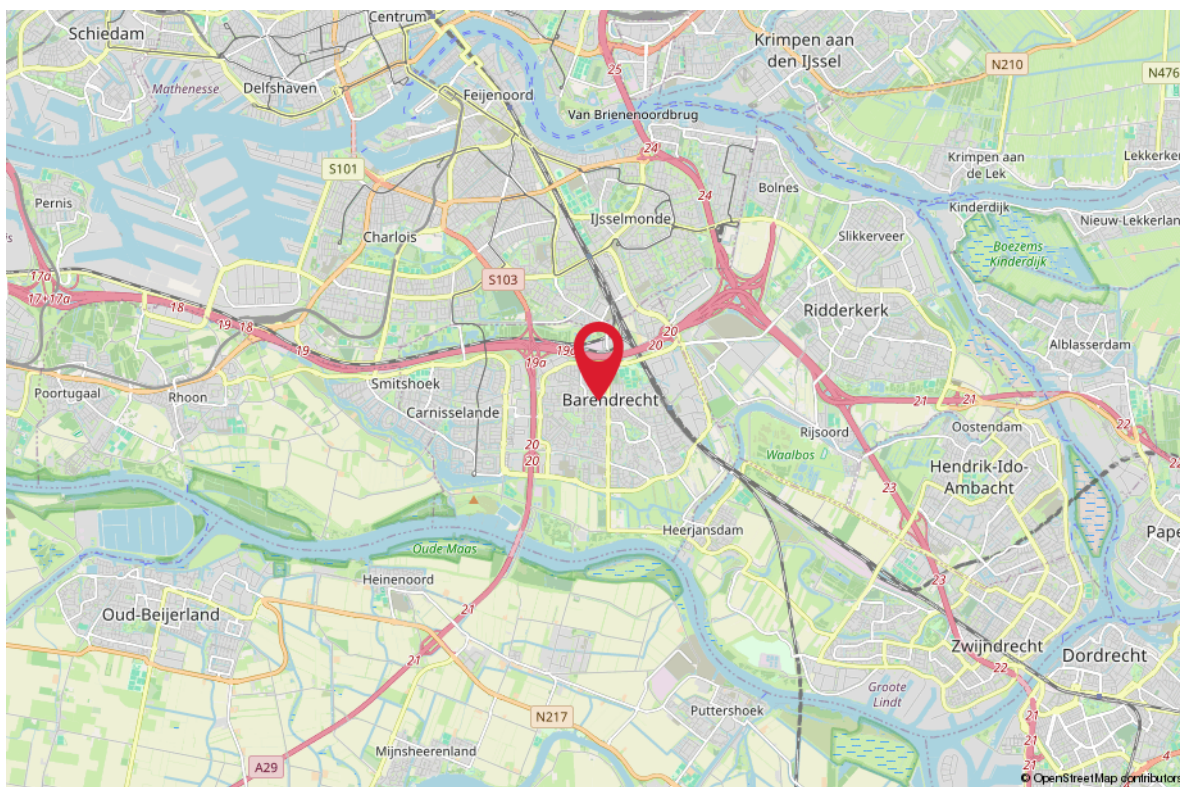 Centrum
Schiedam
Krimpen aan
den IJssel
N210
N476
25
Mathenesse
Delfshaven
Feijenoord
Van Brienenoordbrug
24
S101
Krimpen aan
de Lek
Lekkerker
24
Bolnes
Pernis
Kinderdijk
IJsselmonde
Nieuw-Lekkerland
Charlois
Slikkerveer
Boezems
Kinderdijk
17a
S103
17+17a
18
Ridderkerk
19
18
20
20
19
19a
19a
Alblasserdam
Smitshoek
Poortugaal
Rhoon
Barendrecht
21
21
Carnisselande
22
Oostendam
Rijsoord
20
20
Waalbos
22
Hendrik-Ido-
Ambacht
23
Heerjansdam
Pape
Oude Maas
Heinenoord
23
21
Oud-Beijerland
Zwijndrecht
21
Dordrecht
22
Groote
Lindt
N217
Puttershoek
21
21
Mijnsheerenland
4
A29
© OpenStreetMap contributors